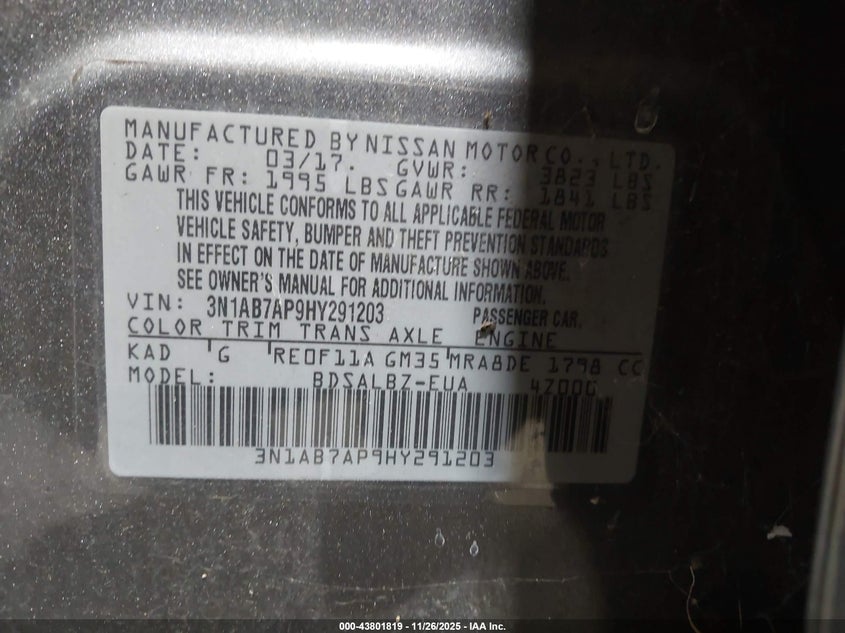 MANUFACTURED BY NISSAN MOTOR CO., LTD.
DATE: 03/17. GVWR: 3823 LBS
GAWR FR: 1995 LBS GAWR RR: 1841 LBS
THIS VEHICLE CONFORMS TO ALL APPLICABLE FEDERAL MOTOR
VEHICLE SAFETY, BUMPER AND THEFT PREVENTION STANDARDS
IN EFFECT ON THE DATE OF MANUFACTURE SHOWN ABOVE.
SEE OWNER'S MANUAL FOR ADDITIONAL INFORMATION.
VIN: 3N1AB7AP9HY291203 PASSENGER CAR.
COLOR TRIM TRANS AXLE ENGINE
KAD G RE0F11A GM35 MRA8DE 1798 CC
MODEL: BDSALBZ-EUA 4Z00G
3N1AB7AP9HY291203
000-43801819 - 11/26/2025 - IAA Inc.